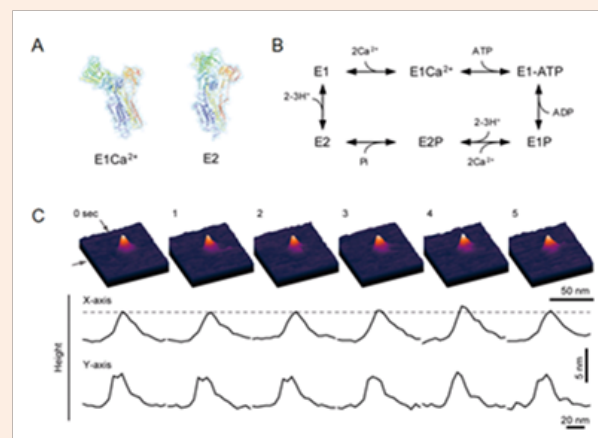 A
B
E1Ca²⁺
E2
2Ca²⁺
ATP
E1
E1Ca²⁺
E1-ATP
2-3H⁺
ADP
2-3H⁺
E2
E2P
E1P
Pi
2Ca²⁺
C
0 sec
1
2
3
4
5
50 nm
X-axis
Height
5 nm
Y-axis
20 nm